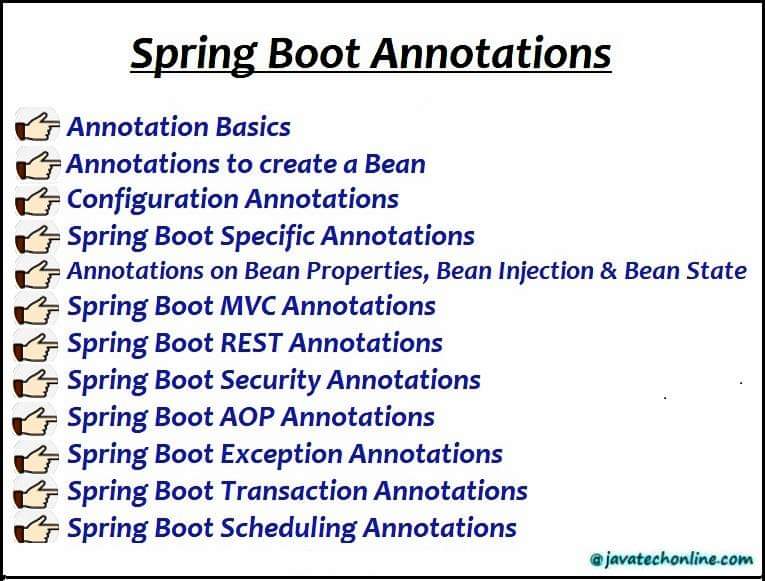 Spring Boot Annotations
Annotation Basics
Annotations to create a Bean
Configuration Annotations
Spring Boot Specific Annotations
Annotations on Bean Properties, Bean Injection & Bean State
Spring Boot MVC Annotations
Spring Boot REST Annotations
Spring Boot Security Annotations
Spring Boot AOP Annotations
Spring Boot Exception Annotations
Spring Boot Transaction Annotations
Spring Boot Scheduling Annotations
@javatechonline.com